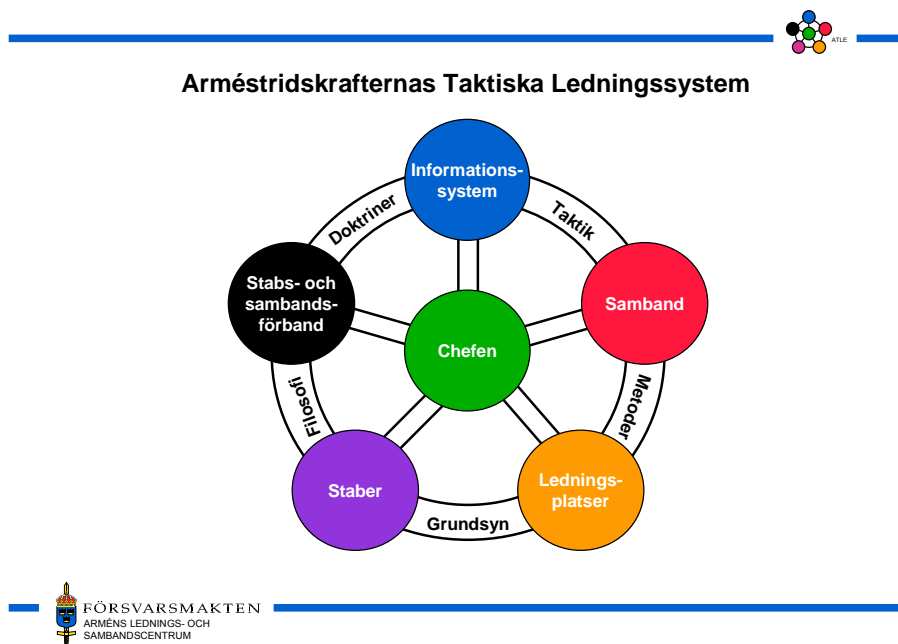 ATLE
Arméstridskrafternas Taktiska Ledningssystem
Informations-
system
Doktriner
Taktik
Stabs- och
sambands-
förband
Samband
Chefen
Filosofi
Metoder
Staber
Lednings-
platser
Grundsyn
FÖRSVARSMAKTEN
ARMÉNS LEDNINGS- OCH
SAMBANDSCENTRUM